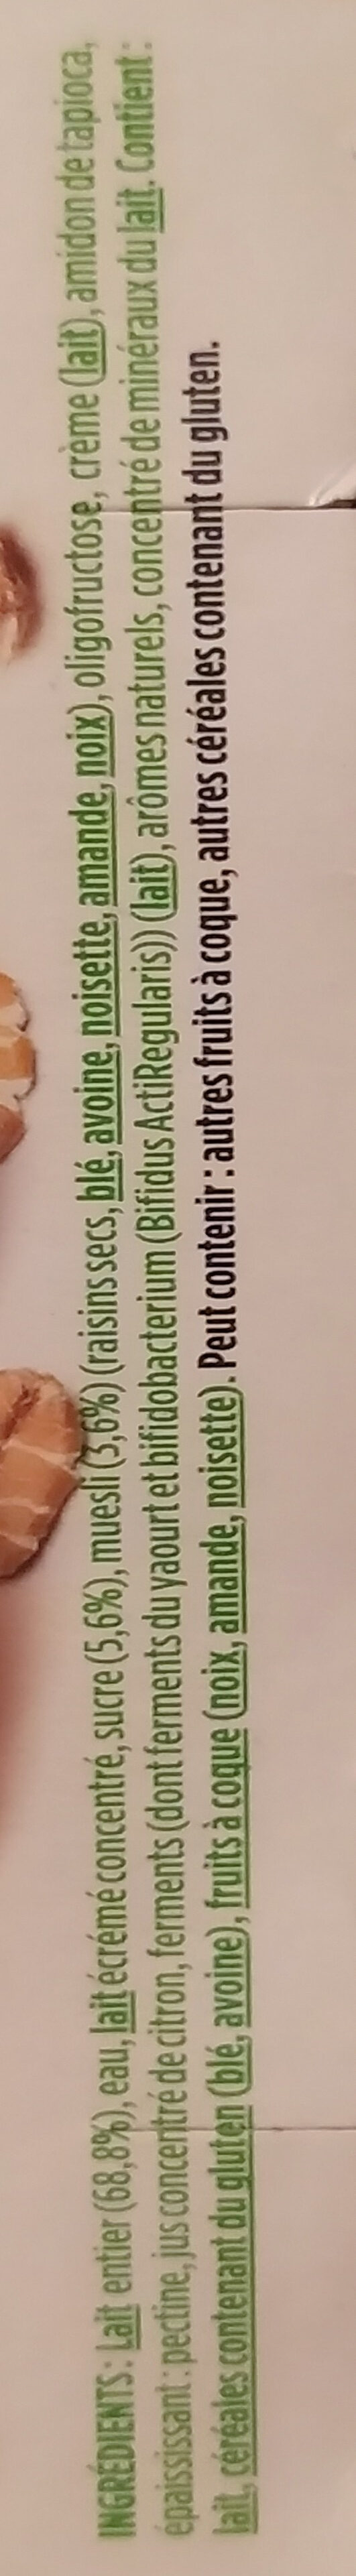 INGRÉDIENTS : Lait entier (68,8%), eau, lait écrémé concentré, sucre (5,6%), muesli (3,6%) (raisins secs, blé, avoine, noisette, amande, noix), oligofructose, crème (lait), amidon de tapioca,
épaississant : pectine, jus concentré de citron, ferments (dont ferments du yaourt et bifidobacterium (Bifidus ActiRegularis)) (lait), arômes naturels, concentré de minéraux du lait. Contient :
lait, céréales contenant du gluten (blé, avoine), fruits à coque (noix, amande, noisette). Peut contenir : autres fruits à coque, autres céréales contenant du gluten.